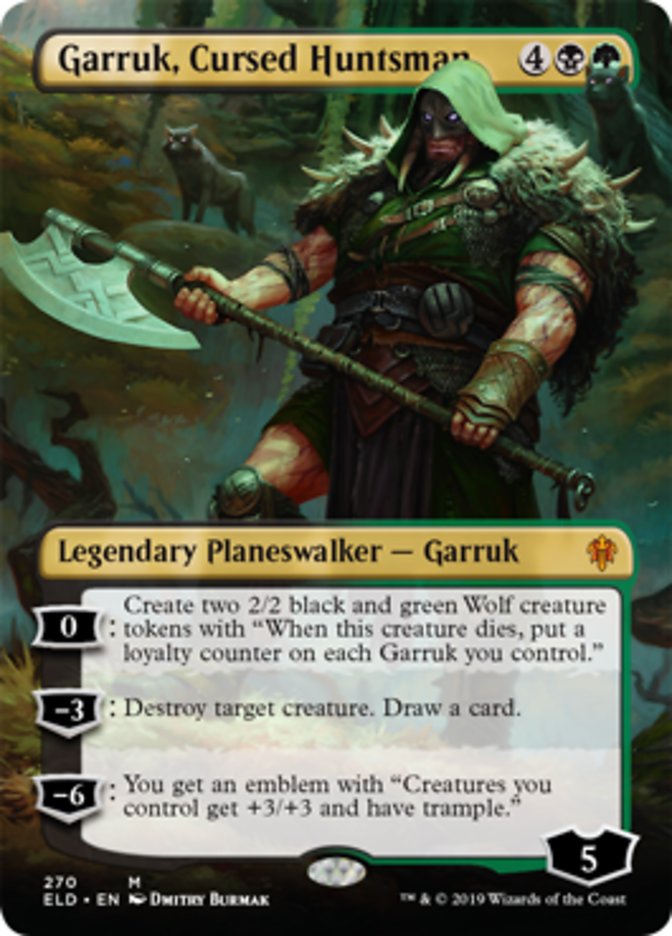 Garruk, Cursed Huntsman 4
Legendary Planeswalker — Garruk
0 : Create two 2/2 black and green Wolf creature
tokens with “When this creature dies, put a
loyalty counter on each Garruk you control.”
−3 : Destroy target creature. Draw a card.
−6 : You get an emblem with “Creatures you
control get +3/+3 and have trample.”
5
270 M
ELD • EN Dmitry Burmak
™ & © 2019 Wizards of the Coast